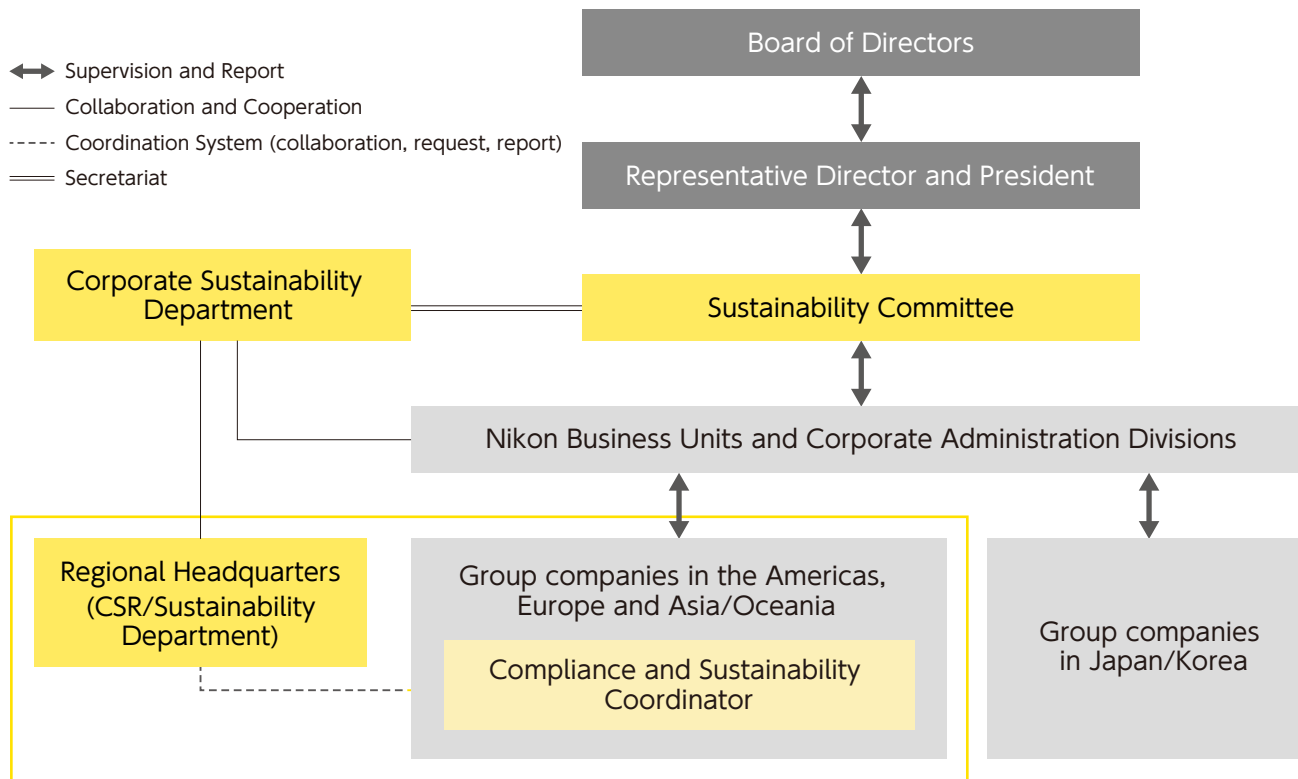 Board of Directors
Supervision and Report
Collaboration and Cooperation
Coordination System (collaboration, request, report)
Secretariat
Representative Director and President
Corporate Sustainability
Department
Sustainability Committee
Nikon Business Units and Corporate Administration Divisions
Regional Headquarters
(CSR/Sustainability
Department)
Group companies in the Americas,
Europe and Asia/Oceania
Compliance and Sustainability
Coordinator
Group companies
in Japan/Korea